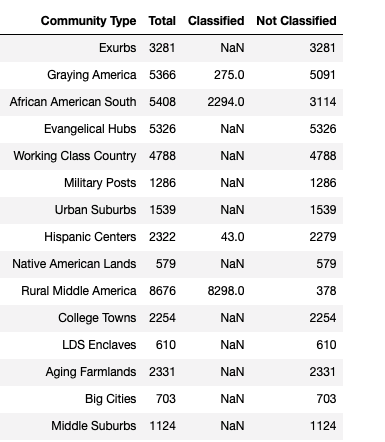 Community Type Total Classified Not Classified
Exurbs 3281 NaN 3281
Graying America 5366 275.0 5091
African American South 5408 2294.0 3114
Evangelical Hubs 5326 NaN 5326
Working Class Country 4788 NaN 4788
Military Posts 1286 NaN 1286
Urban Suburbs 1539 NaN 1539
Hispanic Centers 2322 43.0 2279
Native American Lands 579 NaN 579
Rural Middle America 8676 8298.0 378
College Towns 2254 NaN 2254
LDS Enclaves 610 NaN 610
Aging Farmlands 2331 NaN 2331
Big Cities 703 NaN 703
Middle Suburbs 1124 NaN 1124